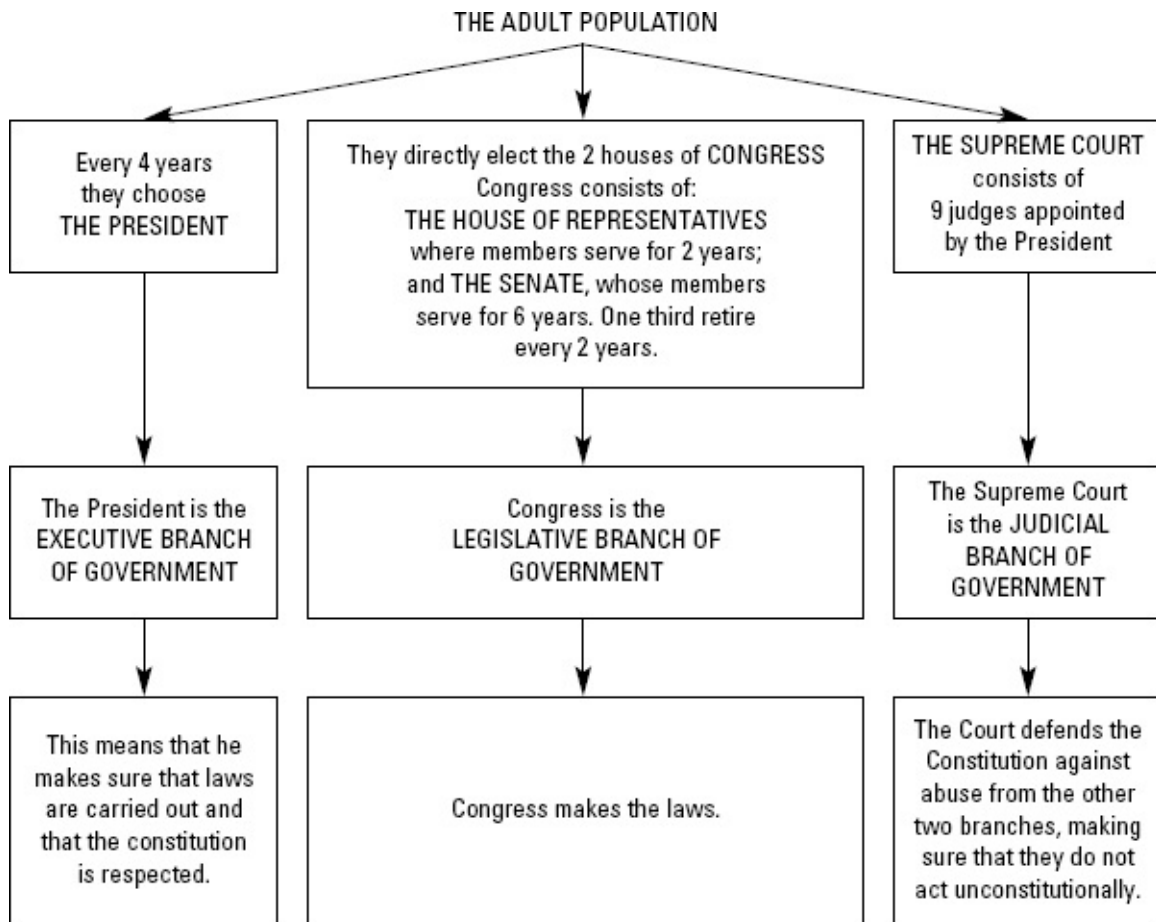 THE ADULT POPULATION
Every 4 years
they choose
THE PRESIDENT
They directly elect the 2 houses of CONGRESS
Congress consists of:
THE HOUSE OF REPRESENTATIVES
where members serve for 2 years;
and THE SENATE, whose members
serve for 6 years. One third retire
every 2 years.
THE SUPREME COURT
consists of
9 judges appointed
by the President
The President is the
EXECUTIVE BRANCH
OF GOVERNMENT
Congress is the
LEGISLATIVE BRANCH OF
GOVERNMENT
The Supreme Court
is the JUDICIAL
BRANCH OF
GOVERNMENT
This means that he
makes sure that laws
are carried out and
that the constitution
is respected.
Congress makes the laws.
The Court defends the
Constitution against
abuse from the other
two branches, making
sure that they do not
act unconstitutionally.